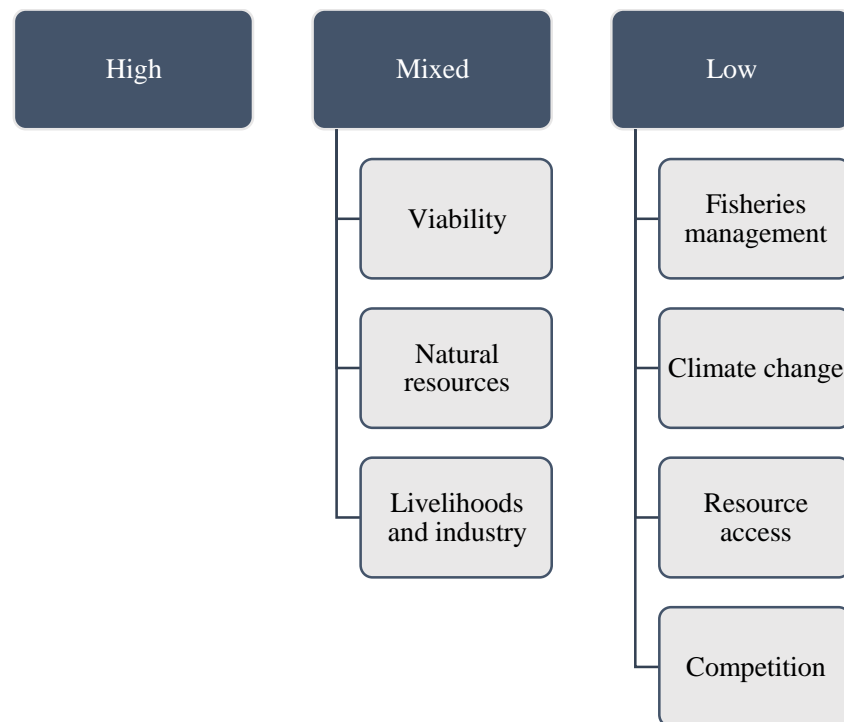 High
Mixed
Viability
Natural
resources
Livelihoods
and industry
Low
Fisheries
management
Climate change
Resource
access
Competition